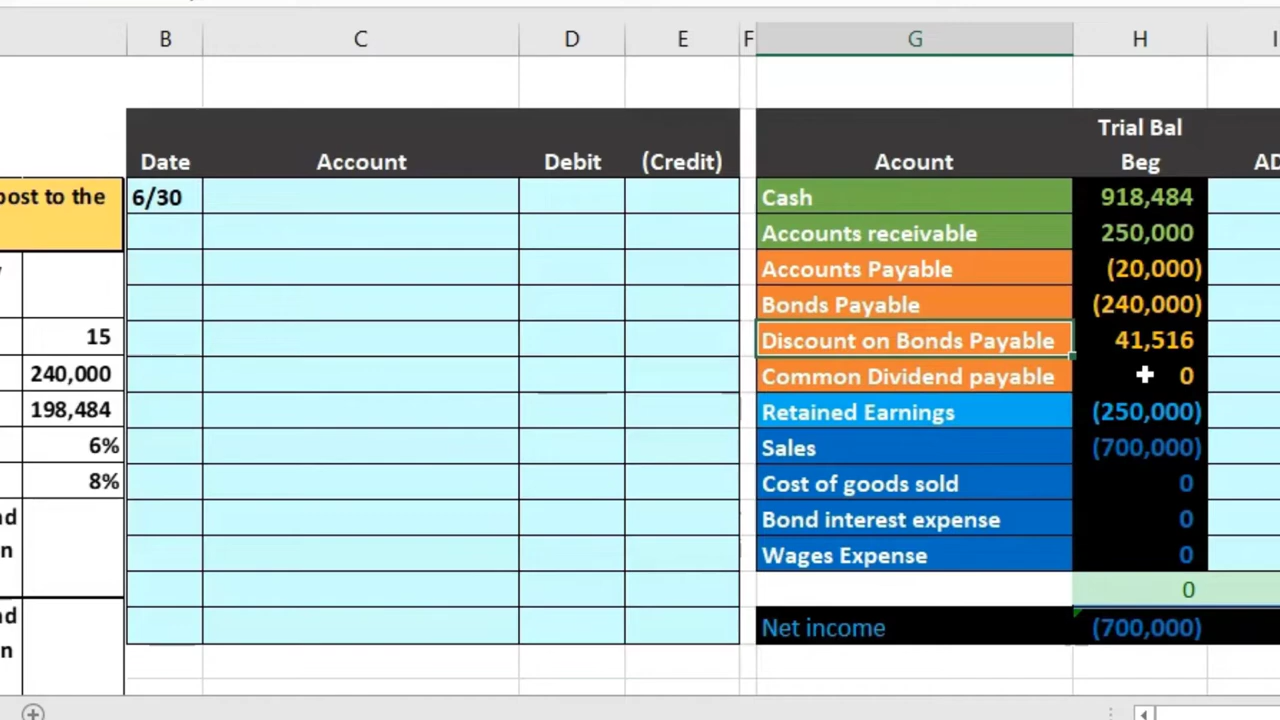 B C D E F G H I
Trial Bal
Date Account Debit (Credit) Acount Beg AD
post to the 6/30 Cash 918,484
Accounts receivable 250,000
Accounts Payable (20,000)
Bonds Payable (240,000)
15 Discount on Bonds Payable 41,516
240,000 Common Dividend payable 0
198,484 Retained Earnings (250,000)
6% Sales (700,000)
8% Cost of goods sold 0
nd Bond interest expense 0
n Wages Expense 0
0
nd Net income (700,000)
n